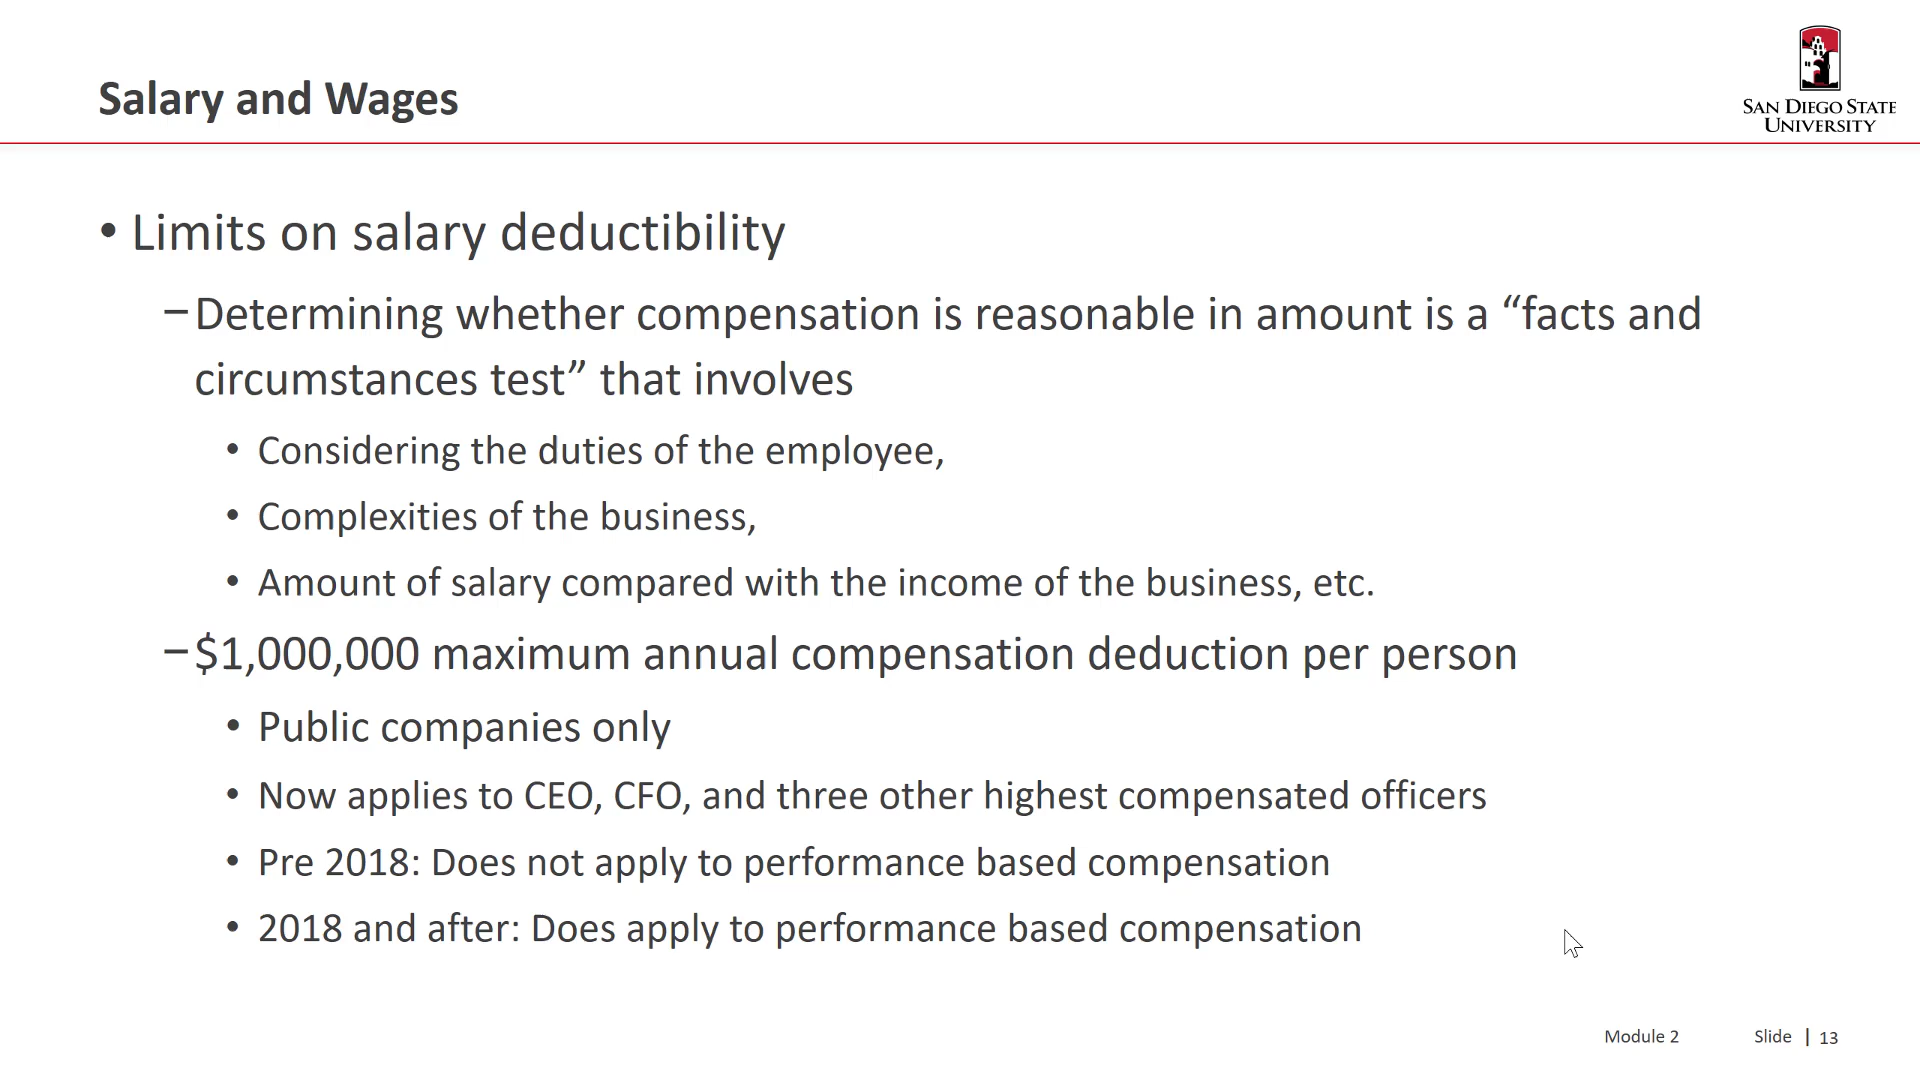 Salary and Wages
SAN DIEGO STATE
UNIVERSITY
• Limits on salary deductibility
–Determining whether compensation is reasonable in amount is a “facts and
circumstances test” that involves
• Considering the duties of the employee,
• Complexities of the business,
• Amount of salary compared with the income of the business, etc.
–$1,000,000 maximum annual compensation deduction per person
• Public companies only
• Now applies to CEO, CFO, and three other highest compensated officers
• Pre 2018: Does not apply to performance based compensation
• 2018 and after: Does apply to performance based compensation
Module 2 Slide | 13